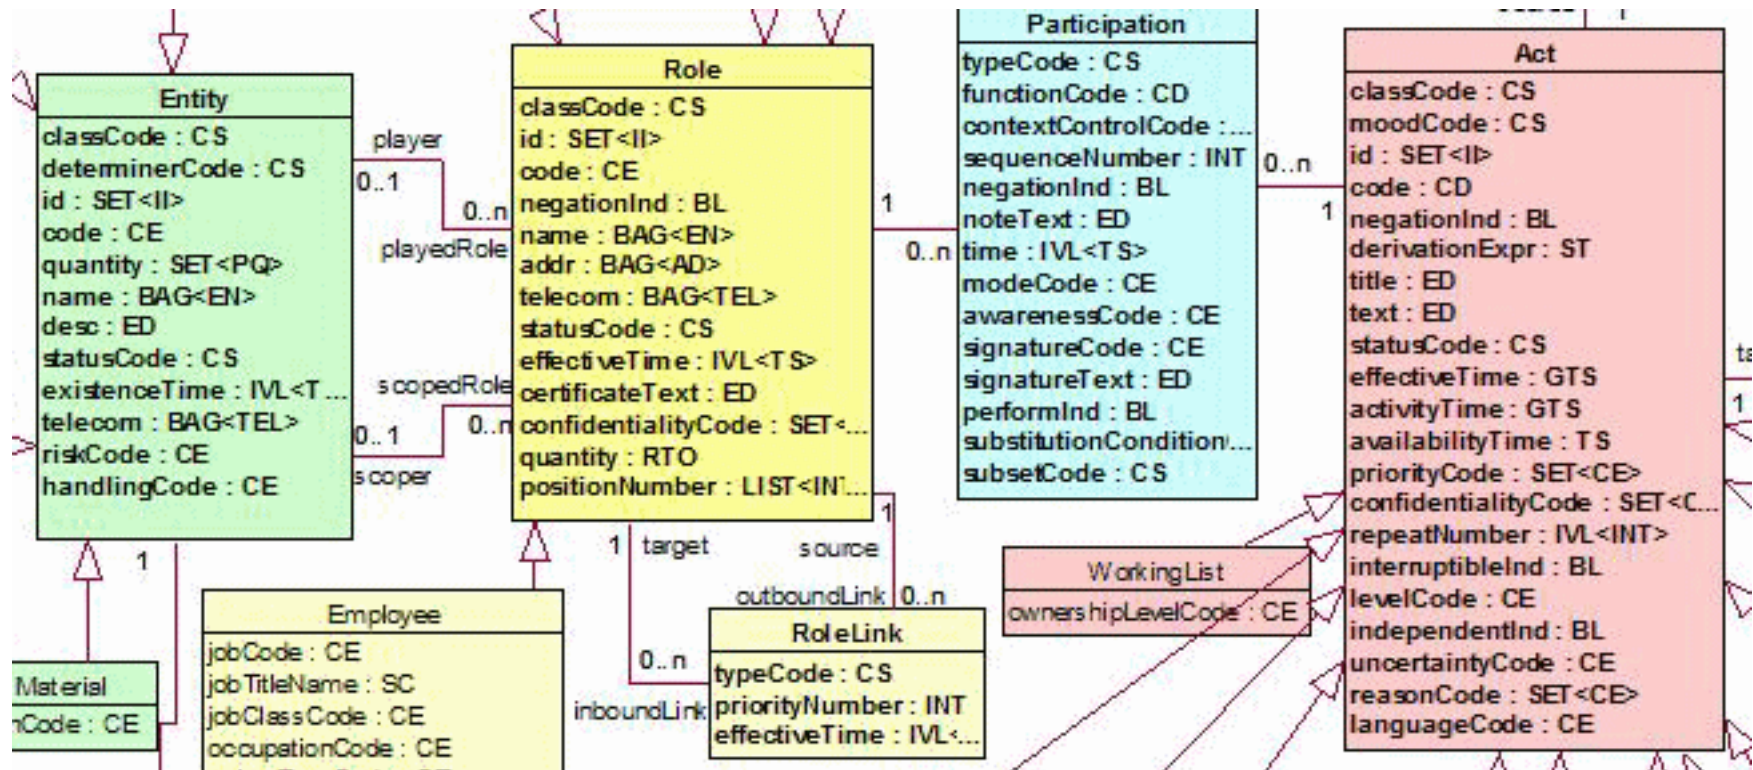 Entity
classCode : CS
determinerCode : CS
id : SET<II>
code : CE
quantity : SET<PQ>
name : BAG<EN>
desc : ED
statusCode : CS
existenceTime : IVL<T...
telecom : BAG<TEL>
riskCode : CE
handlingCode : CE
1
player
0..1
0..n
playedRole
scopedRole
0..n
0..1
scoper
Role
classCode : CS
id : SET<II>
code : CE
negationInd : BL
name : BAG<EN>
addr : BAG<AD>
telecom : BAG<TEL>
statusCode : CS
effectiveTime : IVL<TS>
certificateText : ED
confidentialityCode : SET<...
quantity : RTO
positionNumber : LIST<INT...
1
0..n
1 target
1
source
outboundLink 0..n
0..n
inboundLink
Participation
typeCode : CS
functionCode : CD
contextControlCode :...
sequenceNumber : INT
negationInd : BL
noteText : ED
time : IVL<TS>
modeCode : CE
awarenessCode : CE
signatureCode : CE
signatureText : ED
performInd : BL
substitutionCondition...
subsetCode : CS
0..n
1
Act
classCode : CS
moodCode : CS
id : SET<II>
code : CD
negationInd : BL
derivationExpr : ST
title : ED
text : ED
statusCode : CS
effectiveTime : GTS
activityTime : GTS
availabilityTime : TS
priorityCode : SET<CE>
confidentialityCode : SET<C...
repeatNumber : IVL<INT>
interruptibleInd : BL
levelCode : CE
independentInd : BL
uncertaintyCode : CE
reasonCode : SET<CE>
languageCode : CE
ta
1
WorkingList
ownershipLevelCode : CE
RoleLink
typeCode : CS
priorityNumber : INT
effectiveTime : IVL<...
Employee
jobCode : CE
jobTitleName : SC
jobClassCode : CE
occupationCode : CE
Material
mCode : CE